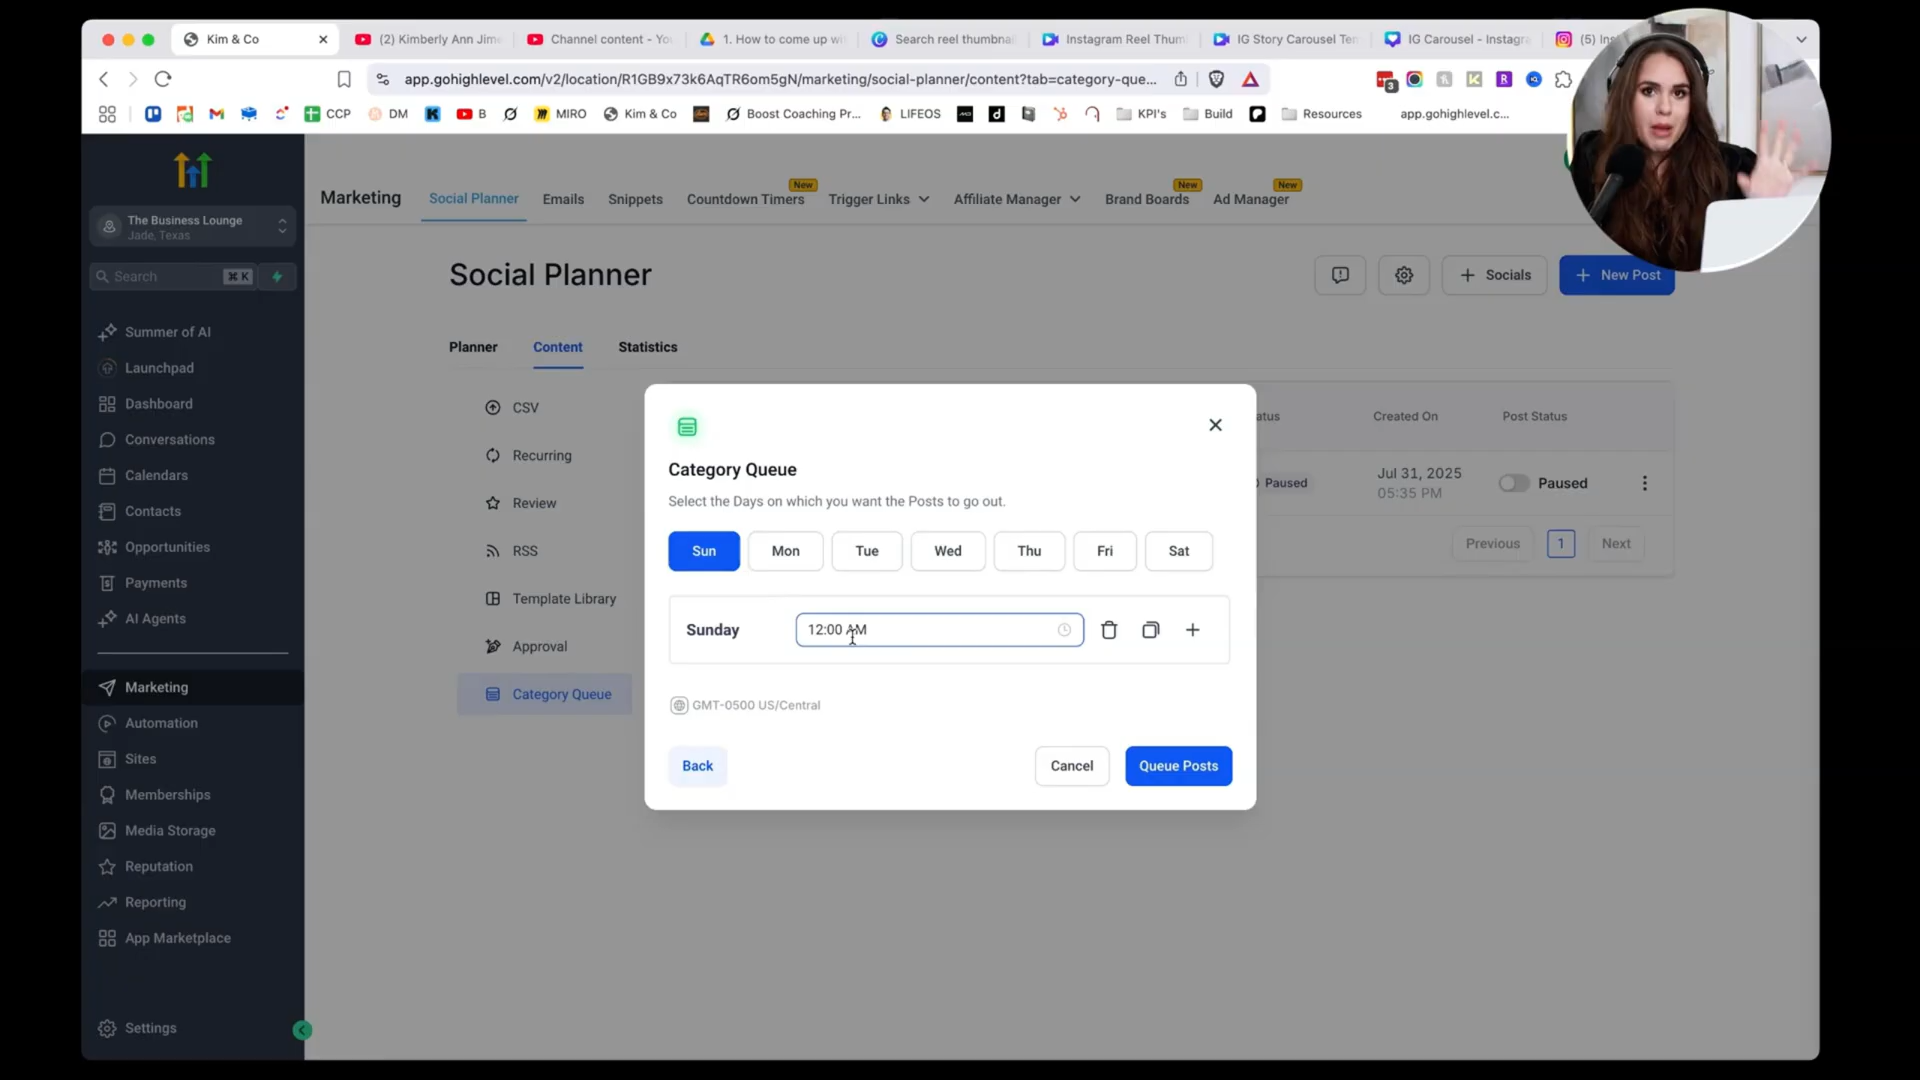 Kim & Co
(2) Kimberly Ann Jime
Channel content - You
1. How to come up wi
Search reel thumbnai
Instagram Reel Thum
IG Story Carousel Tem
IG Carousel - Instagra
(5) Ins
app.gohighlevel.com/v2/location/R1GB9x73k6AqTR6om5gN/marketing/social-planner/content?tab=category-que...
3
CCP
DM
B
MIRO
Kim & Co
Boost Coaching Pr...
LIFEOS
KPI's
Build
Resources
app.gohighlevel.c...
The Business Lounge
Jade, Texas
Search
⌘ K
Summer of AI
Launchpad
Dashboard
Conversations
Calendars
Contacts
Opportunities
Payments
AI Agents
Marketing
Automation
Sites
Memberships
Media Storage
Reputation
Reporting
App Marketplace
Settings
Marketing
Social Planner
Emails
Snippets
Countdown Timers
New
Trigger Links
Affiliate Manager
Brand Boards
New
Ad Manager
New
Social Planner
Socials
New Post
Planner
Content
Statistics
CSV
Recurring
Review
RSS
Template Library
Approval
Category Queue
atus
Created On
Post Status
Paused
Jul 31, 2025
05:35 PM
Paused
Previous
1
Next
Category Queue
Select the Days on which you want the Posts to go out.
Sun
Mon
Tue
Wed
Thu
Fri
Sat
Sunday
12:00 AM
GMT-0500 US/Central
Back
Cancel
Queue Posts